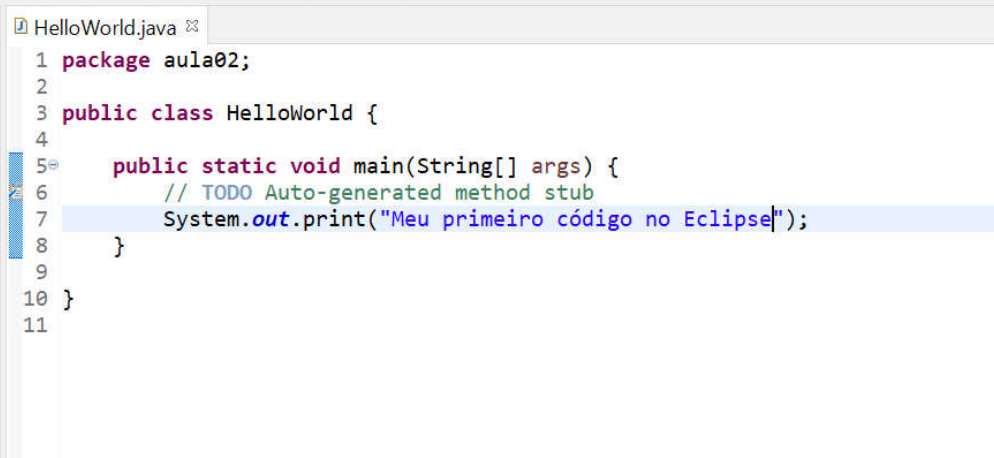 HelloWorld.java
1 package aula02;
2
3 public class HelloWorld {
4
5 public static void main(String[] args) {
6 // TODO Auto-generated method stub
7 System.out.print("Meu primeiro código no Eclipse");
8 }
9
10 }
11